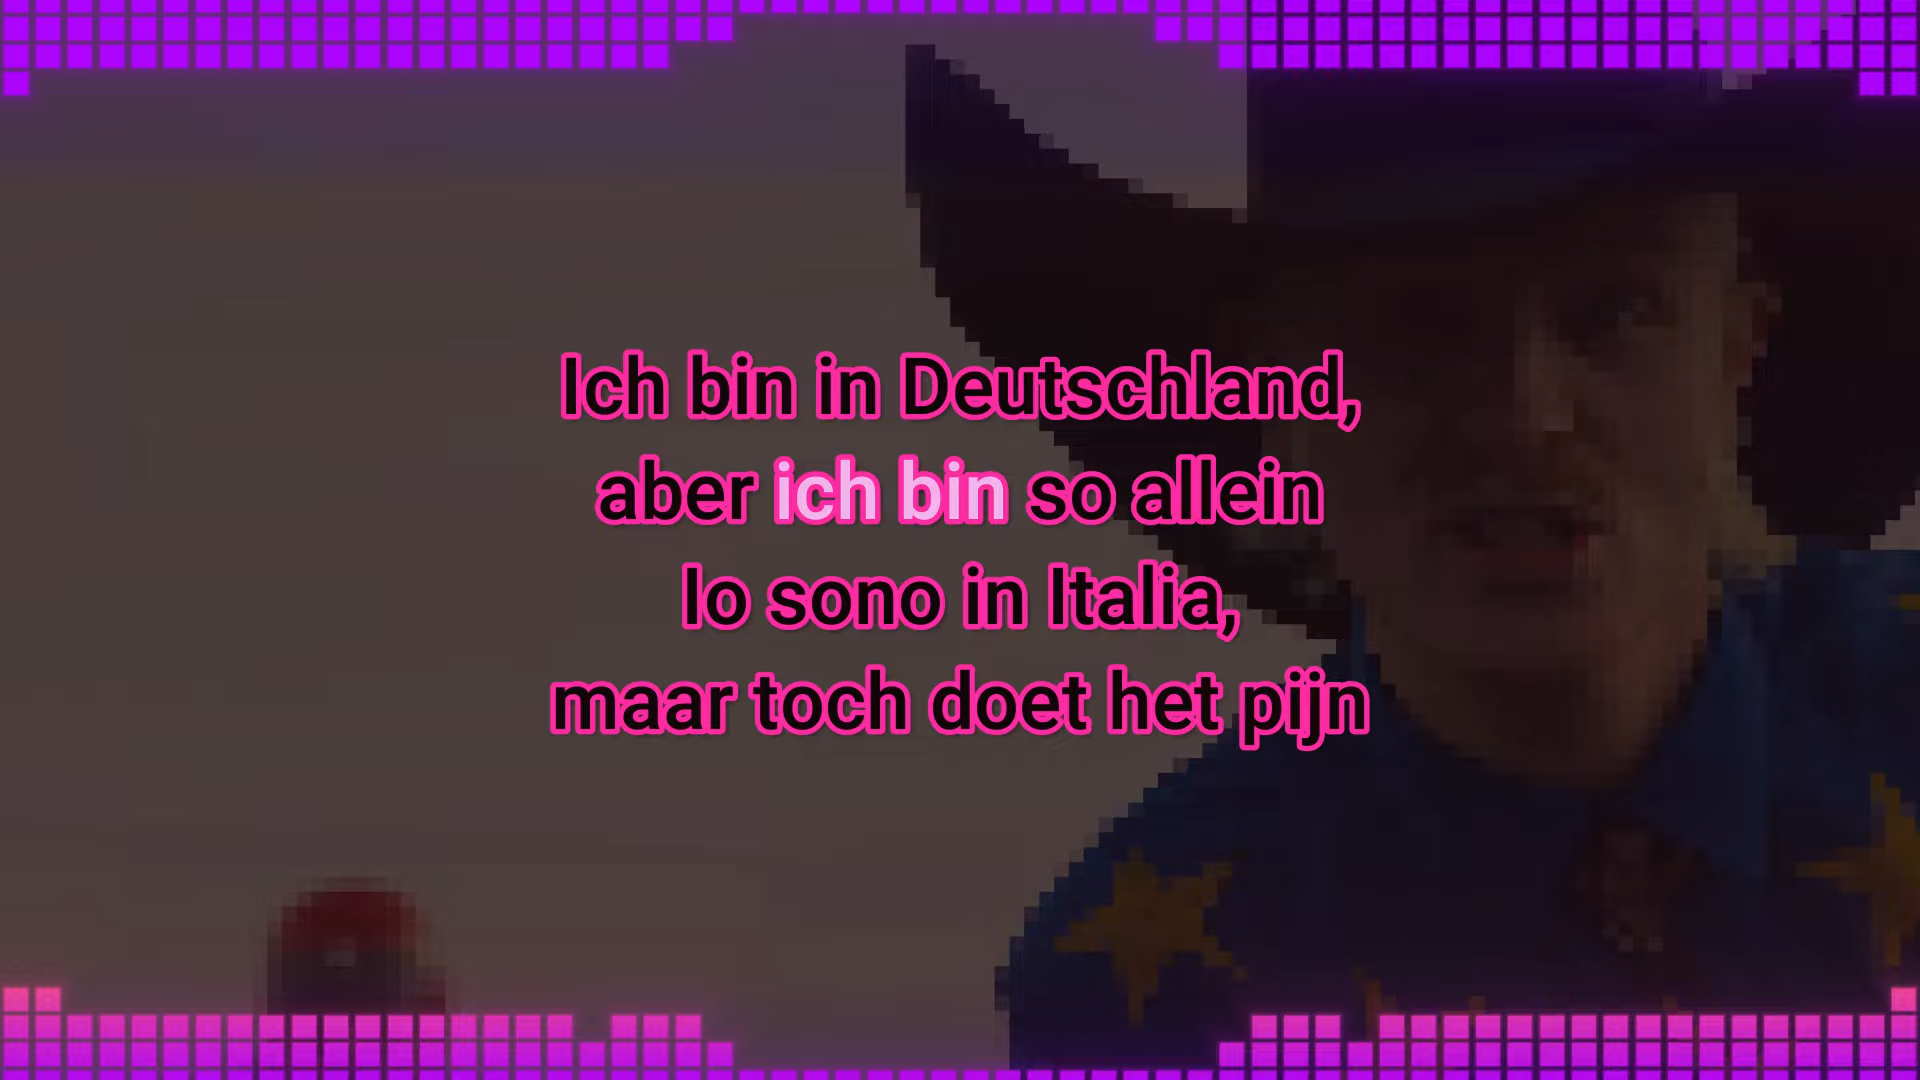 Ich bin in Deutschland,
aber ich bin so allein
Io sono in Italia,
maar toch doet het pijn